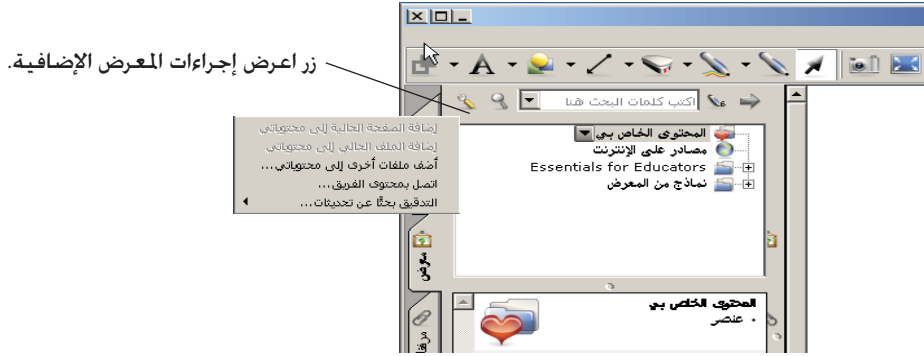 زر اعرض إجراءات المعرض الإضافية.
اكتب كلمات البحث هنا
المحتوى الخاص بي
مصادر على الإنترنت
Essentials for Educators
نماذج من المعرض
إضافة الصفحة الحالية إلى محتوياتي
إضافة الملف الحالي إلى محتوياتي
أضف ملفات أخرى إلى محتوياتي...
اتصل بمحتوى الفريق...
التدقيق بحثًا عن تحديثات...
معرض
المحتوى الخاص بي
٠ عنصر